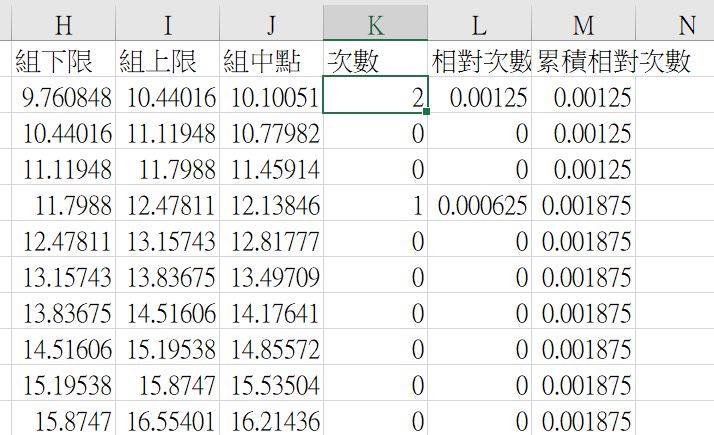 H I J K L M N
組下限 組上限 組中點 次數 相對次數 累積相對次數
9.760848 10.44016 10.10051 2 0.00125 0.00125
10.44016 11.11948 10.77982 0 0 0.00125
11.11948 11.7988 11.45914 0 0 0.00125
11.7988 12.47811 12.13846 1 0.000625 0.001875
12.47811 13.15743 12.81777 0 0 0.001875
13.15743 13.83675 13.49709 0 0 0.001875
13.83675 14.51606 14.17641 0 0 0.001875
14.51606 15.19538 14.85572 0 0 0.001875
15.19538 15.8747 15.53504 0 0 0.001875
15.8747 16.55401 16.21436 0 0 0.001875